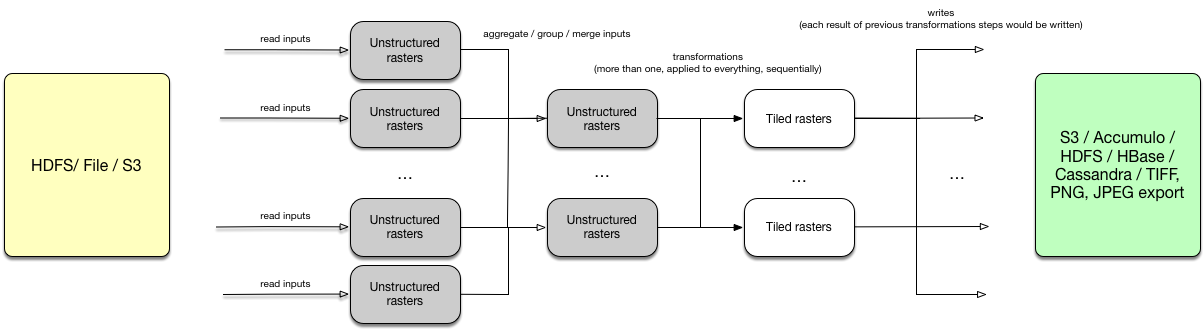 writes
(each result of previous transformations steps would be written)
aggregate / group / merge inputs
read inputs
Unstructured
rasters
transformations
(more than one, applied to everything, sequentially)
read inputs
Unstructured
rasters
Unstructured
rasters
Tiled rasters
HDFS/ File / S3
...
...
...
...
S3 / Accumulo /
HDFS / HBase /
Cassandra / TIFF,
PNG, JPEG export
read inputs
Unstructured
rasters
Unstructured
rasters
Tiled rasters
read inputs
Unstructured
rasters